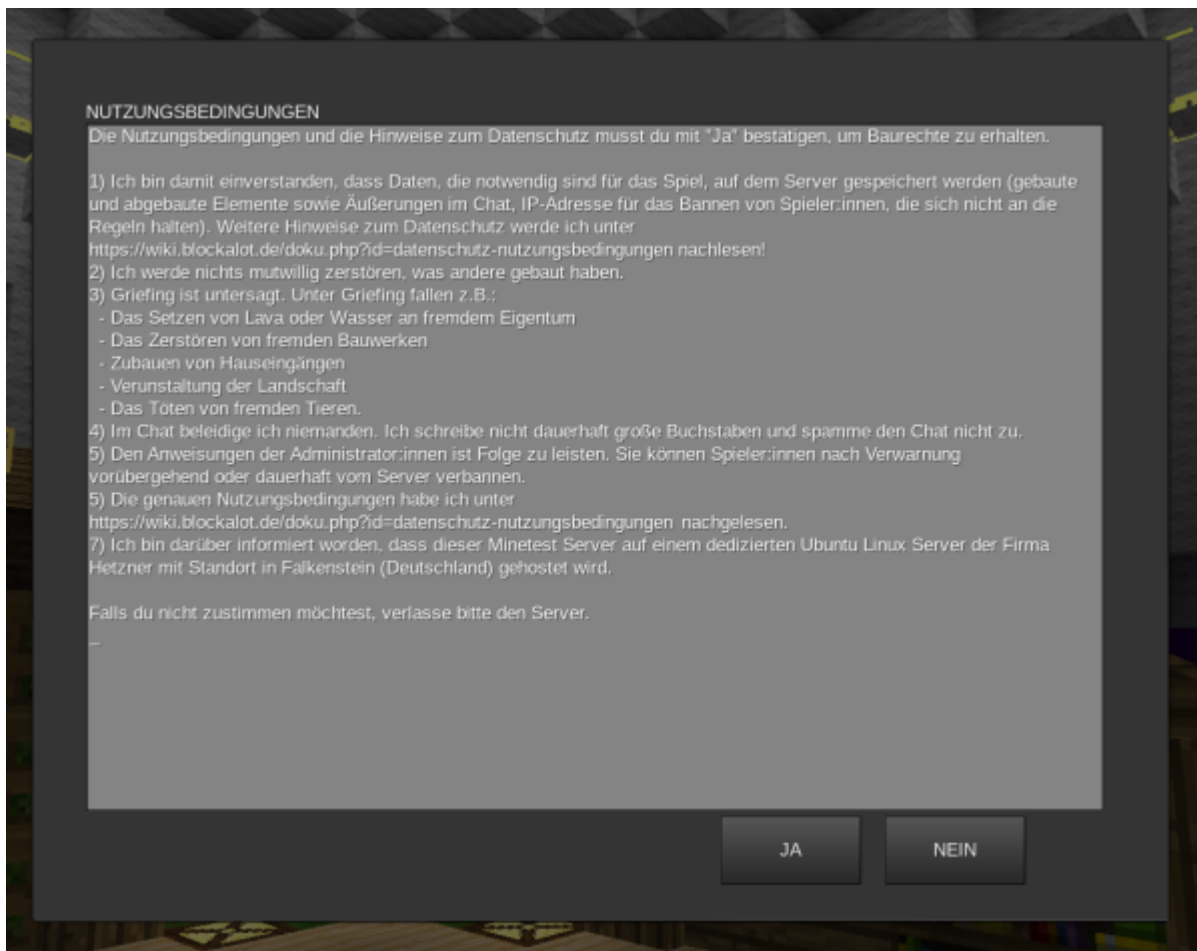 NUTZUNGSBEDINGUNGEN
Die Nutzungsbedingungen und die Hinweise zum Datenschutz musst du mit "Ja" bestätigen, um Baurechte zu erhalten.
1) Ich bin damit einverstanden, dass Daten, die notwendig sind für das Spiel, auf dem Server gespeichert werden (gebaute
und abgebaute Elemente sowie Äußerungen im Chat, IP-Adresse für das Bannen von Spieler:innen, die sich nicht an die
Regeln halten). Weitere Hinweise zum Datenschutz werde ich unter
https://wiki.blockalot.de/doku.php?id=datenschutz-nutzungsbedingungen nachlesen!
2) Ich werde nichts mutwillig zerstören, was andere gebaut haben.
3) Griefing ist untersagt. Unter Griefing fallen z.B.:
- Das Setzen von Lava oder Wasser an fremdem Eigentum
- Das Zerstören von fremden Bauwerken
- Zubauen von Hauseingängen
- Verunstaltung der Landschaft
- Das Töten von fremden Tieren.
4) Im Chat beleidige ich niemanden. Ich schreibe nicht dauerhaft große Buchstaben und spamme den Chat nicht zu.
5) Den Anweisungen der Administrator:innen ist Folge zu leisten. Sie können Spieler:innen nach Verwarnung
vorübergehend oder dauerhaft vom Server verbannen.
5) Die genauen Nutzungsbedingungen habe ich unter
https://wiki.blockalot.de/doku.php?id=datenschutz-nutzungsbedingungen nachgelesen.
7) Ich bin darüber informiert worden, dass dieser Minetest Server auf einem dedizierten Ubuntu Linux Server der Firma
Hetzner mit Standort in Falkenstein (Deutschland) gehostet wird.
Falls du nicht zustimmen möchtest, verlasse bitte den Server.
_
JA NEIN